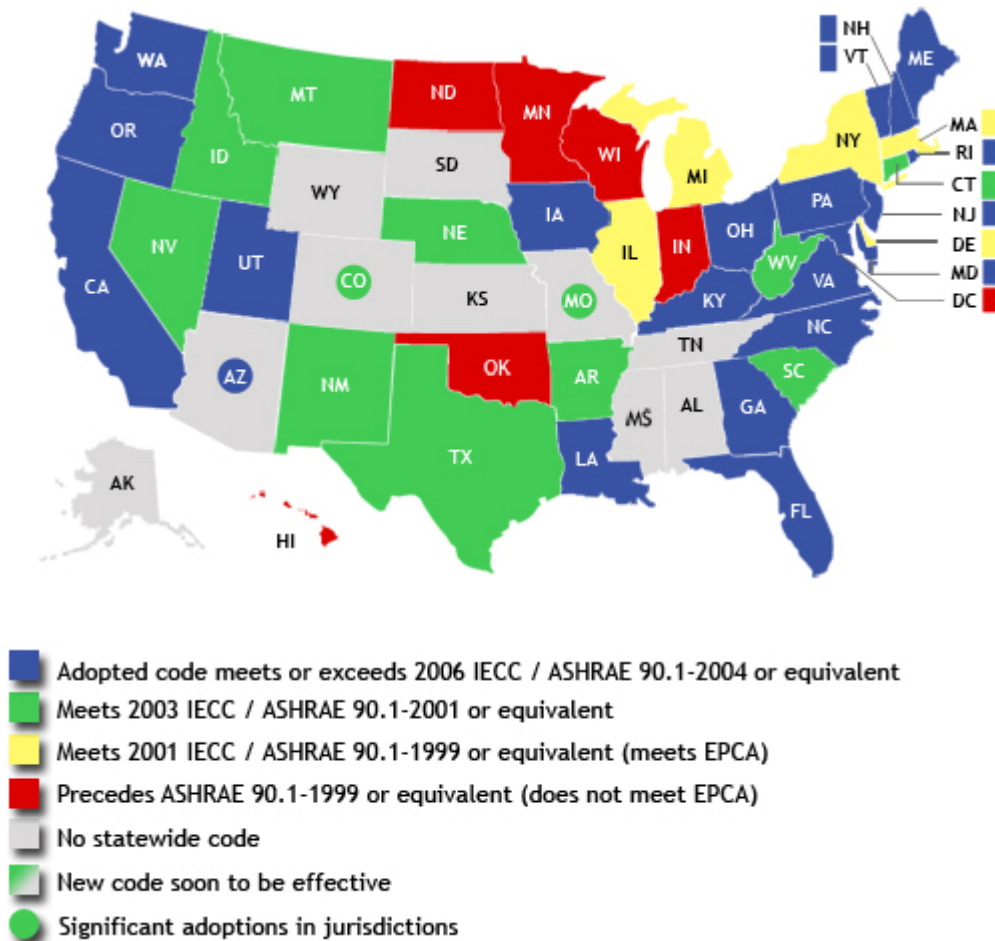 NH
VT
ME
WA
MT
ND
MN
OR
ID
SD
WI
MI
NY
MA
RI
CT
WY
IA
PA
NJ
NE
OH
DE
NV
UT
IL
IN
WV
MD
CA
CO
KS
MO
KY
VA
DC
NC
TN
AZ
NM
OK
AR
SC
MS
AL
GA
TX
LA
AK
FL
HI
Adopted code meets or exceeds 2006 IECC / ASHRAE 90.1-2004 or equivalent
Meets 2003 IECC / ASHRAE 90.1-2001 or equivalent
Meets 2001 IECC / ASHRAE 90.1-1999 or equivalent (meets EPCA)
Precedes ASHRAE 90.1-1999 or equivalent (does not meet EPCA)
No statewide code
New code soon to be effective
Significant adoptions in jurisdictions